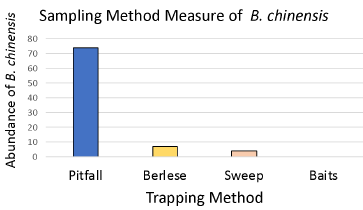 Sampling Method Measure of B. chinensis
Abundance of B. chinensis
80
70
60
50
40
30
20
10
0
Pitfall Berlese Sweep Baits
Trapping Method